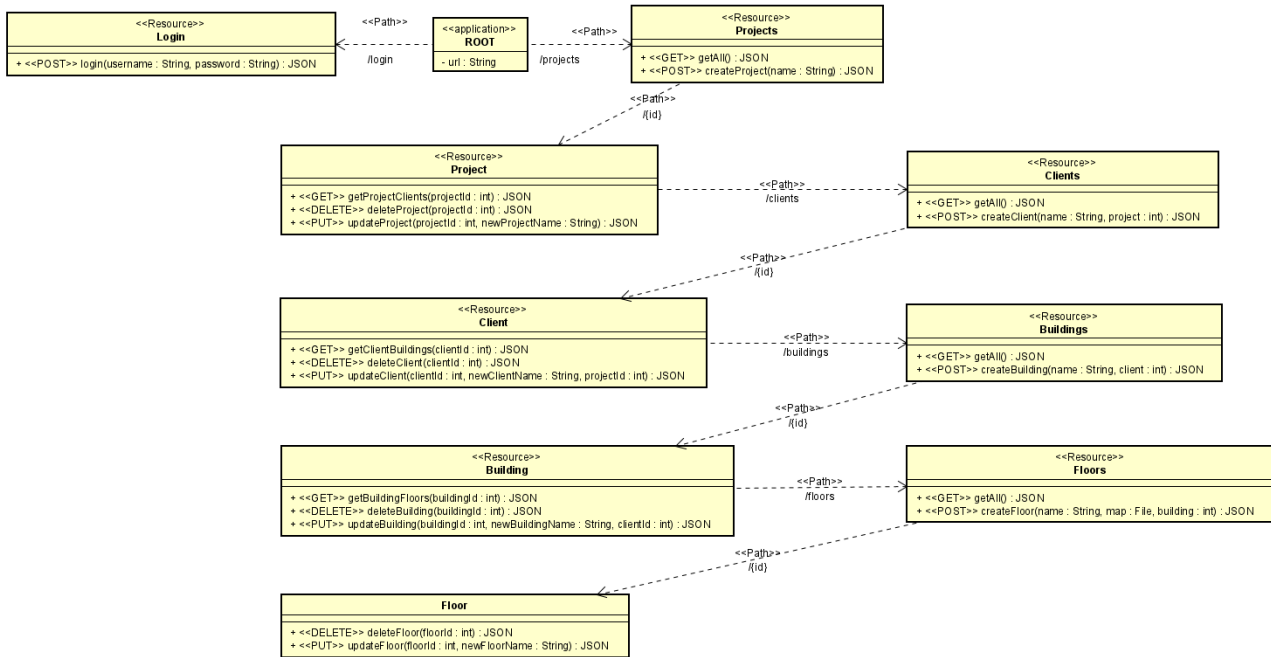 <<Resource>>
Login
+ <<POST>> login(username : String, password : String) : JSON
<<Path>>
/login
<<application>>
ROOT
- url : String
<<Path>>
/projects
<<Resource>>
Projects
+ <<GET>> getAll() : JSON
+ <<POST>> createProject(name : String) : JSON
<<Path>>
/{id}
<<Resource>>
Project
+ <<GET>> getProjectClients(projectId : int) : JSON
+ <<DELETE>> deleteProject(projectId : int) : JSON
+ <<PUT>> updateProject(projectId : int, newProjectName : String) : JSON
<<Path>>
/clients
<<Resource>>
Clients
+ <<GET>> getAll() : JSON
+ <<POST>> createClient(name : String, project : int) : JSON
<<Path>>
/{id}
<<Resource>>
Client
+ <<GET>> getClientBuildings(clientId : int) : JSON
+ <<DELETE>> deleteClient(clientId : int) : JSON
+ <<PUT>> updateClient(clientId : int, newClientName : String, projectId : int) : JSON
<<Path>>
/buildings
<<Resource>>
Buildings
+ <<GET>> getAll() : JSON
+ <<POST>> createBuilding(name : String, client : int) : JSON
<<Path>>
/{id}
<<Resource>>
Building
+ <<GET>> getBuildingFloors(buildingId : int) : JSON
+ <<DELETE>> deleteBuilding(buildingId : int) : JSON
+ <<PUT>> updateBuilding(buildingId : int, newBuildingName : String, clientId : int) : JSON
<<Path>>
/floors
<<Resource>>
Floors
+ <<GET>> getAll() : JSON
+ <<POST>> createFloor(name : String, map : File, building : int) : JSON
<<Path>>
/{id}
Floor
+ <<DELETE>> deleteFloor(floorId : int) : JSON
+ <<PUT>> updateFloor(floorId : int, newFloorName : String) : JSON